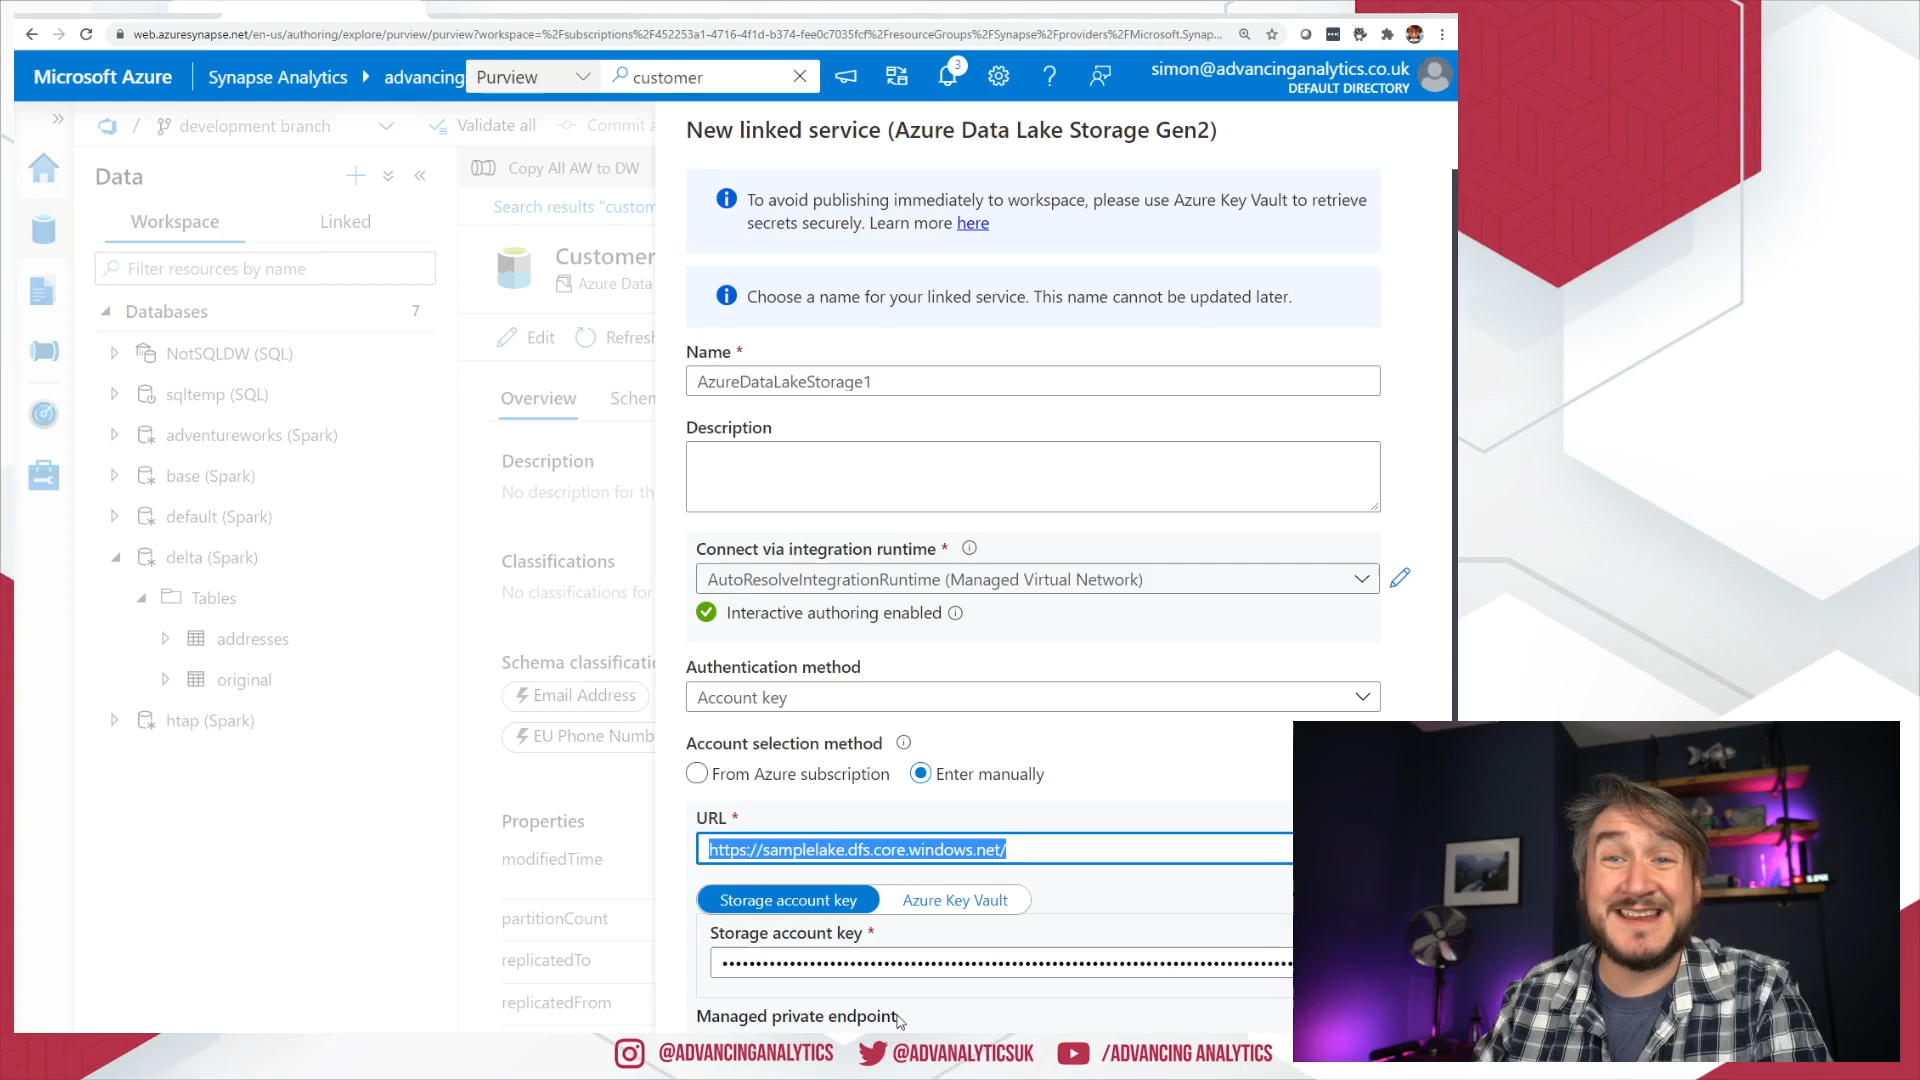 web.azuresynapse.net/en-us/authoring/explore/purview/purview?workspace=%2Fsubscriptions%2F452253a1-4716-4f1d-b374-fee0c7035fcf%2FresourceGroups%2FSynapse%2Fproviders%2FMicrosoft.Synap...
Microsoft Azure
Synapse Analytics
advancing
Purview
customer
3
simon@advancinganalytics.co.uk
DEFAULT DIRECTORY
/
development branch
Validate all
Commit a
New linked service (Azure Data Lake Storage Gen2)
Data
Workspace
Linked
Filter resources by name
Databases
7
NotSQLDW (SQL)
sqltemp (SQL)
adventureworks (Spark)
base (Spark)
default (Spark)
delta (Spark)
Tables
addresses
original
htap (Spark)
Copy All AW to DW
Search results "custom
Customer
Azure Data
Edit
Refresh
Overview
Schem
Description
No description for th
Classifications
No classifications for
Schema classificatio
Email Address
EU Phone Numb
Properties
modifiedTime
partitionCount
replicatedTo
replicatedFrom
To avoid publishing immediately to workspace, please use Azure Key Vault to retrieve
secrets securely. Learn more here
Choose a name for your linked service. This name cannot be updated later.
Name *
AzureDataLakeStorage1
Description
Connect via integration runtime *
AutoResolveIntegrationRuntime (Managed Virtual Network)
Interactive authoring enabled
Authentication method
Account key
Account selection method
From Azure subscription
Enter manually
URL *
https://samplelake.dfs.core.windows.net/
Storage account key
Azure Key Vault
Storage account key *
Managed private endpoint
@ADVANCINGANALYTICS
@ADVANALYTICSUK
/ADVANCING ANALYTICS